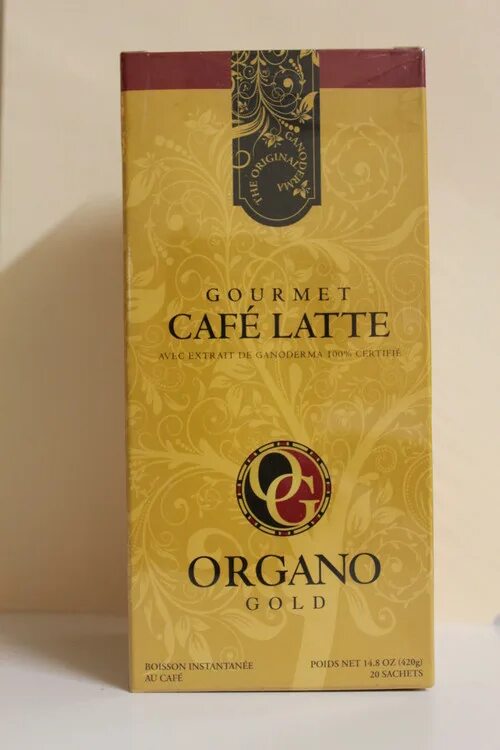 THE ORIGINAL
GANODERMA
GOURMET
CAFÉ LATTE
AVEC EXTRAIT DE GANODERMA 100% CERTIFIÉ
OG
ORGANO
GOLD
BOISSON INSTANTANÉE
AU CAFÉ
POIDS NET 14.8 OZ (420g)
20 SACHETS